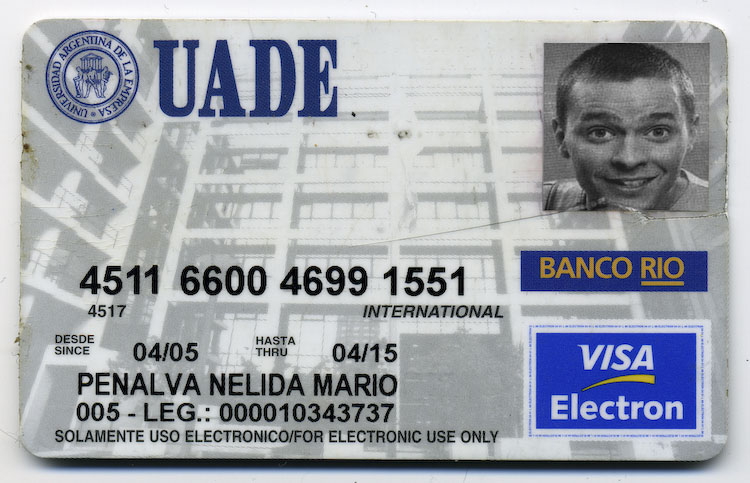 UNIVERSIDAD ARGENTINA DE LA EMPRESA
UADE
4511 6600 4699 1551
BANCO RIO
4517
INTERNATIONAL
DESDE
SINCE
04/05
HASTA
THRU
04/15
VISA
Electron
PENALVA NELIDA MARIO
005 - LEG.: 000010343737
SOLAMENTE USO ELECTRONICO/FOR ELECTRONIC USE ONLY